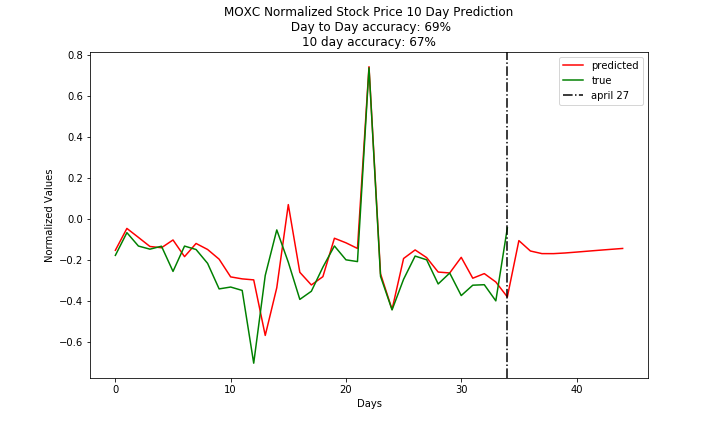 MOXC Normalized Stock Price 10 Day Prediction
Day to Day accuracy: 69%
10 day accuracy: 67%
predicted
true
april 27
Normalized Values
0.8
0.6
0.4
0.2
0.0
−0.2
−0.4
−0.6
0
10
20
30
40
Days